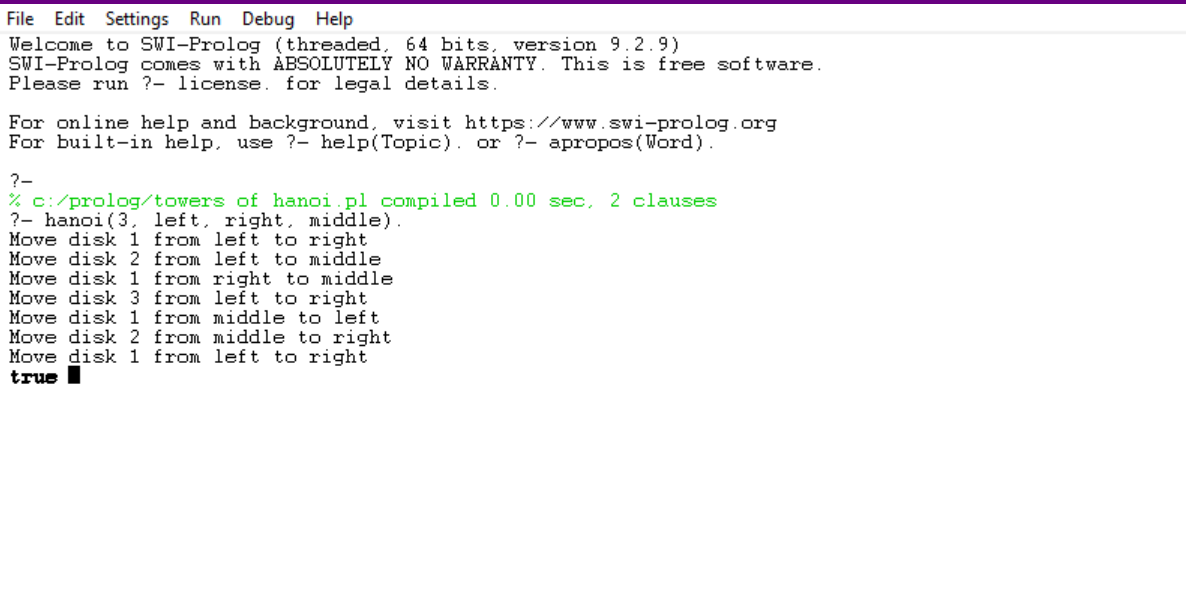 File Edit Settings Run Debug Help
Welcome to SWI-Prolog (threaded, 64 bits, version 9.2.9)
SWI-Prolog comes with ABSOLUTELY NO WARRANTY. This is free software.
Please run ?- license. for legal details.
For online help and background, visit https://www.swi-prolog.org
For built-in help, use ?- help(Topic). or ?- apropos(Word).
?-
% c:/prolog/towers of hanoi.pl compiled 0.00 sec, 2 clauses
?- hanoi(3, left, right, middle).
Move disk 1 from left to right
Move disk 2 from left to middle
Move disk 1 from right to middle
Move disk 3 from left to right
Move disk 1 from middle to left
Move disk 2 from middle to right
Move disk 1 from left to right
true